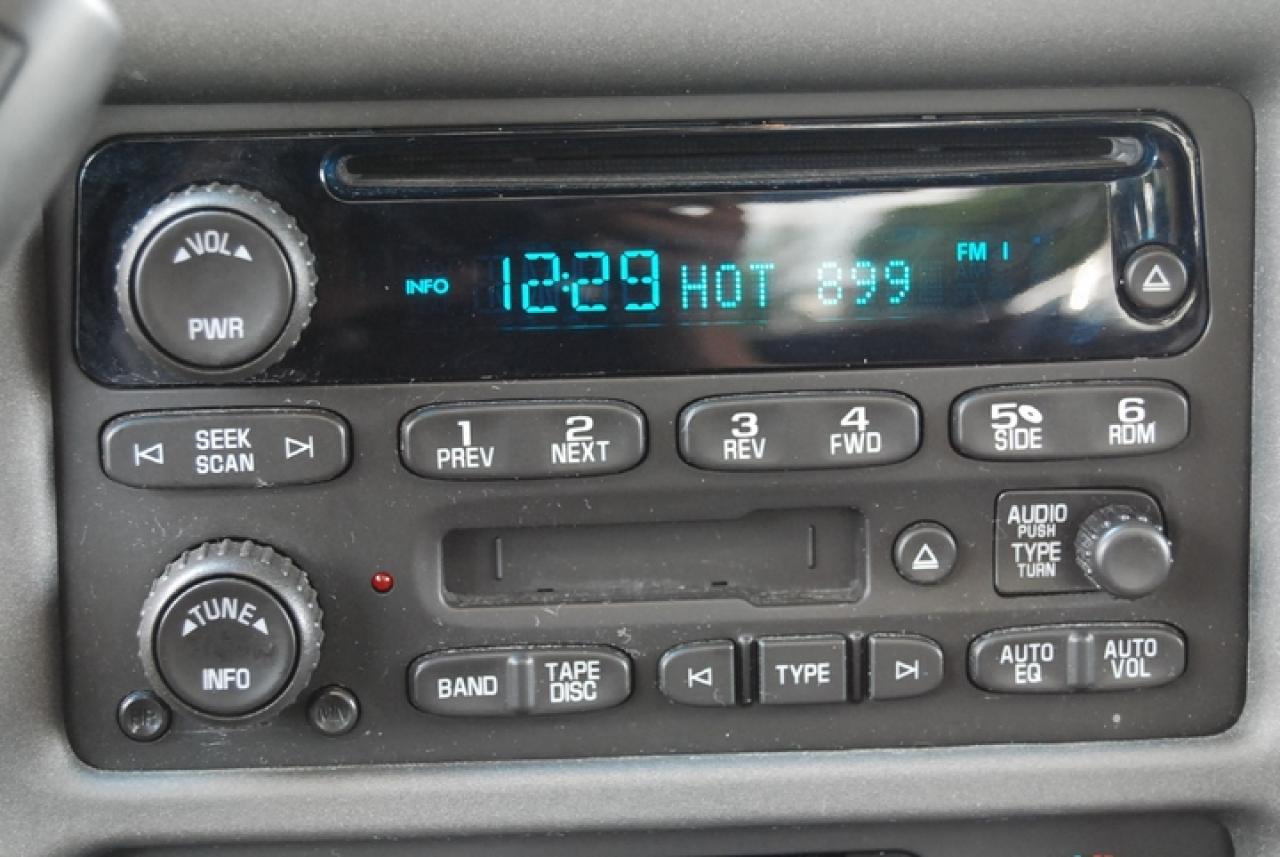 VOL
PWR
INFO 12:29 HOT 899 FM 1
SEEK
SCAN
1
PREV
2
NEXT
3
REV
4
FWD
5
SIDE
6
RDM
AUDIO
PUSH
TYPE
TURN
TUNE
INFO
BAND
TAPE
DISC
TYPE
AUTO
EQ
AUTO
VOL